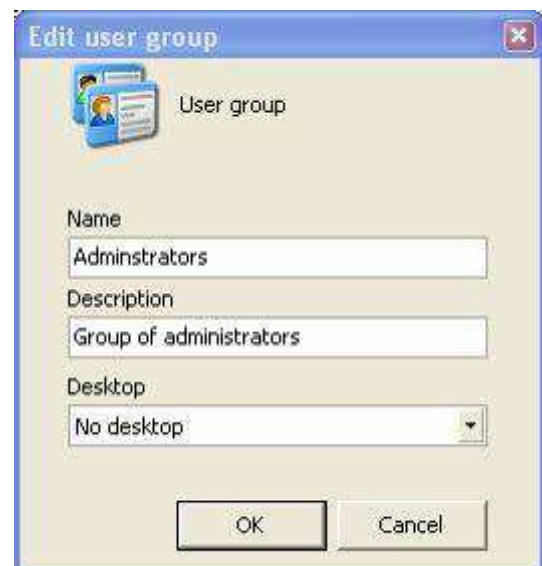 Edit user group
User group
Name
Adminstrators
Description
Group of administrators
Desktop
No desktop
OK Cancel